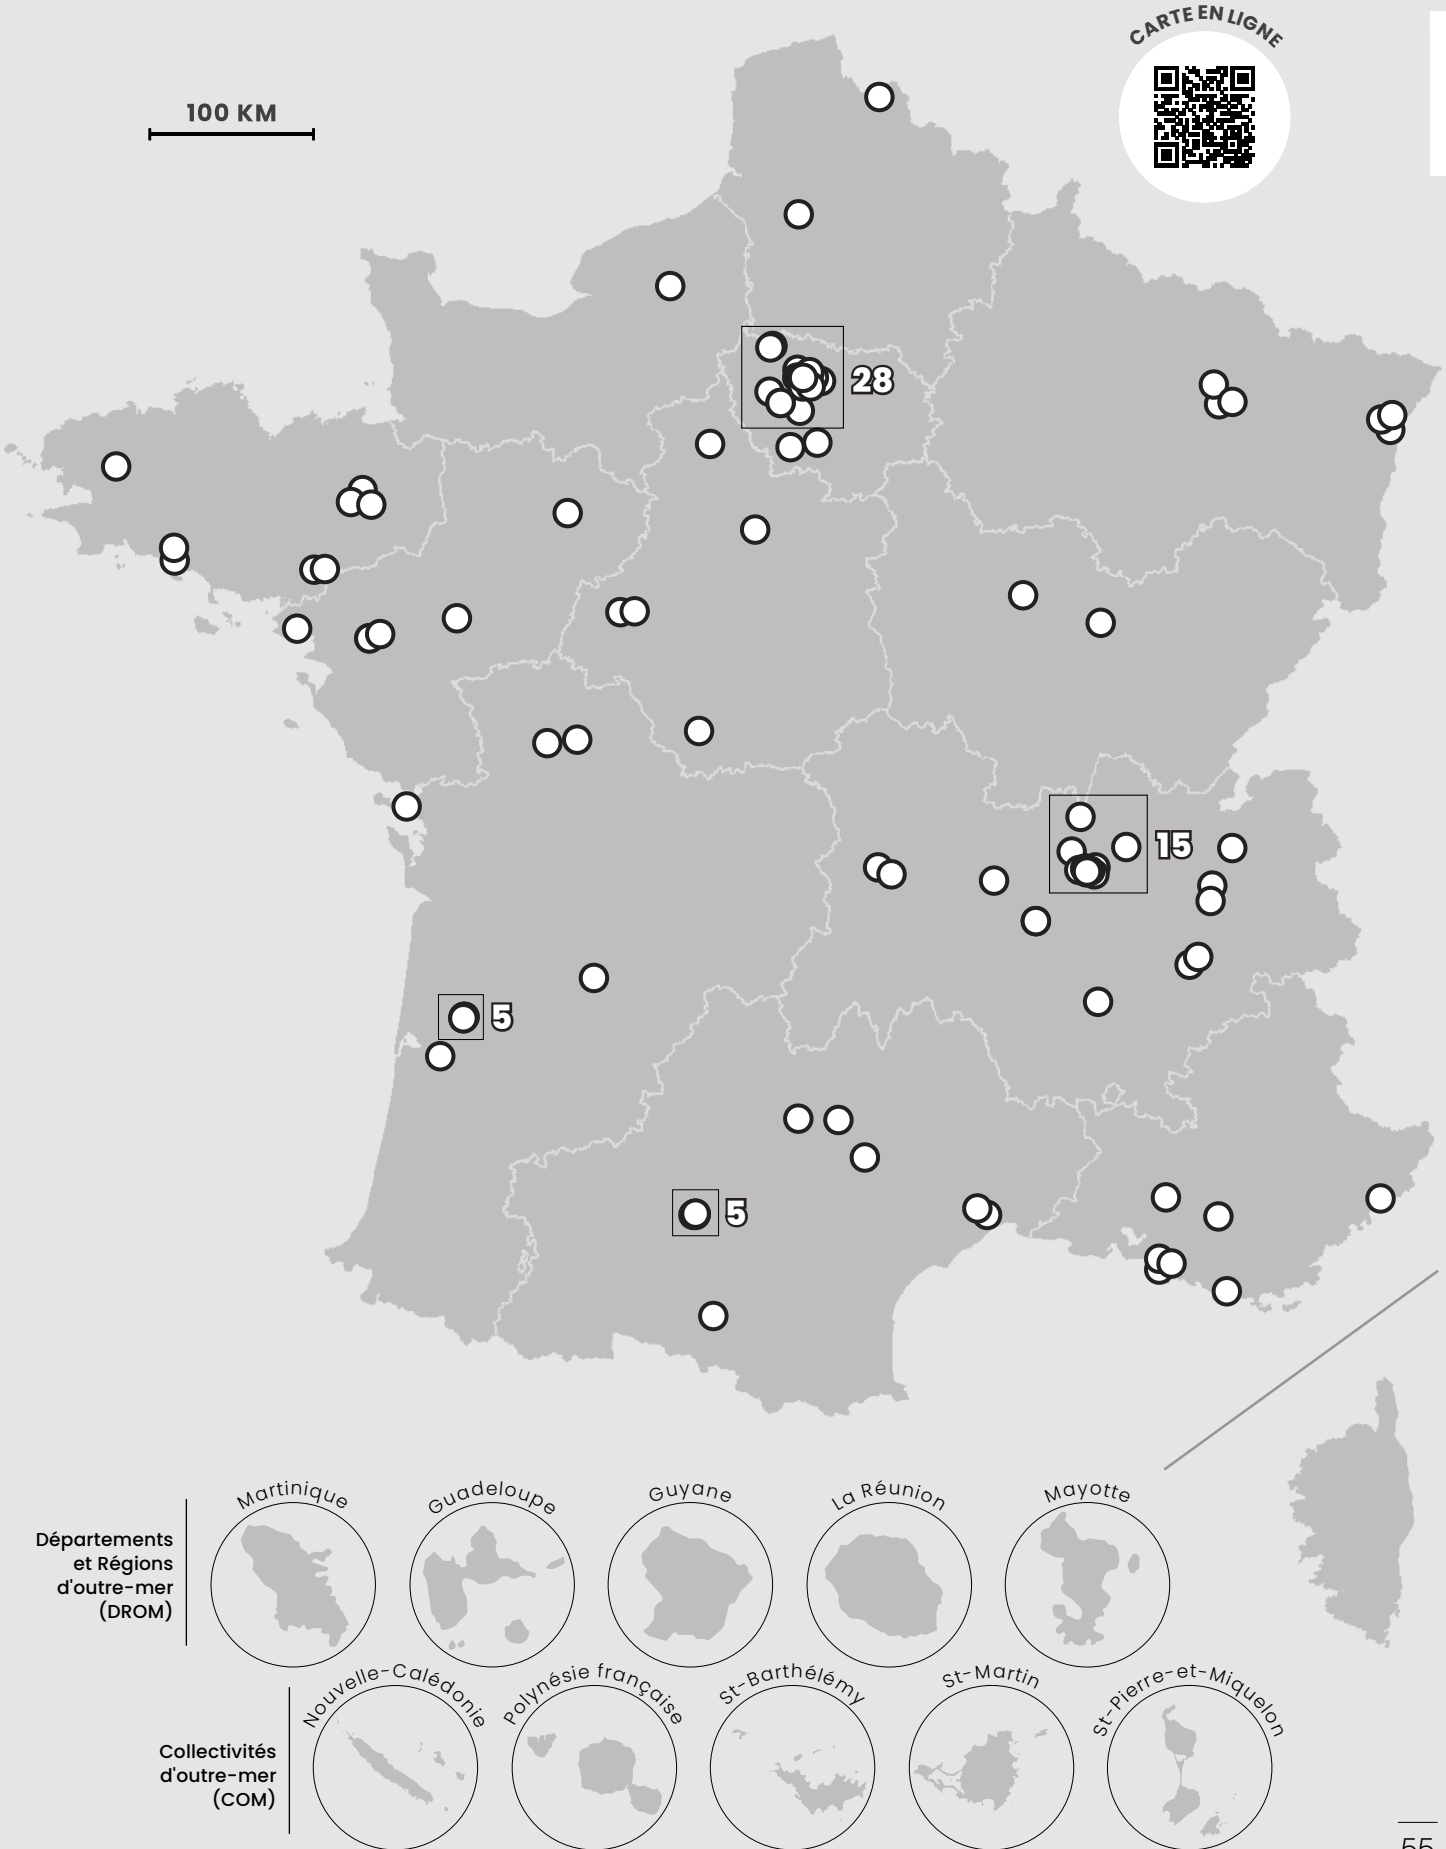 CARTE EN LIGNE
100 KM
28
15
5
5
Départements
et Régions
d'outre-mer
(DROM)
Martinique
Guadeloupe
Guyane
La Réunion
Mayotte
Collectivités
d'outre-mer
(COM)
Nouvelle-Calédonie
Polynésie française
St-Barthélémy
St-Martin
St-Pierre-et-Miquelon
55